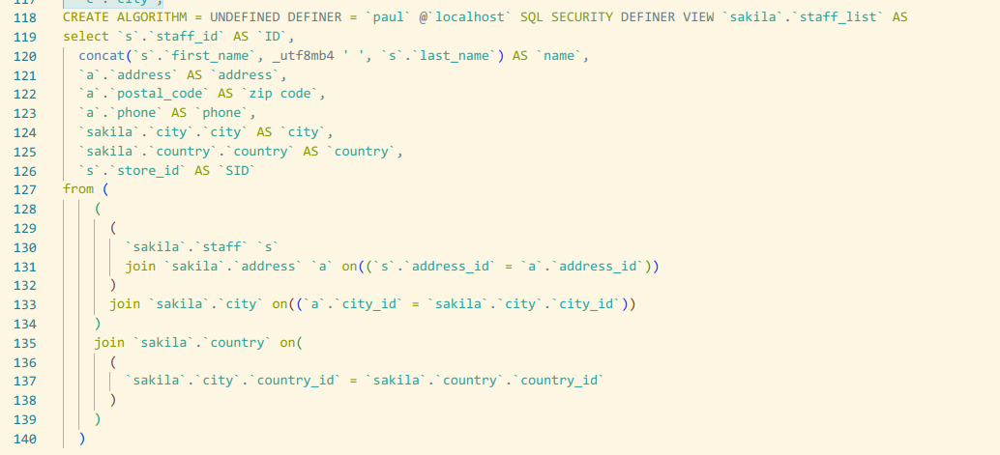 117 `c`.`city`;
118 CREATE ALGORITHM = UNDEFINED DEFINER = `paul` @`localhost` SQL SECURITY DEFINER VIEW `sakila`.`staff_list` AS
119 select `s`.`staff_id` AS `ID`,
120 concat(`s`.`first_name`, _utf8mb4 ' ', `s`.`last_name`) AS `name`,
121 `a`.`address` AS `address`,
122 `a`.`postal_code` AS `zip code`,
123 `a`.`phone` AS `phone`,
124 `sakila`.`city`.`city` AS `city`,
125 `sakila`.`country`.`country` AS `country`,
126 `s`.`store_id` AS `SID`
127 from (
128 (
129 (
130 `sakila`.`staff` `s`
131 join `sakila`.`address` `a` on((`s`.`address_id` = `a`.`address_id`))
132 )
133 join `sakila`.`city` on((`a`.`city_id` = `sakila`.`city`.`city_id`))
134 )
135 join `sakila`.`country` on(
136 (
137 `sakila`.`city`.`country_id` = `sakila`.`country`.`country_id`
138 )
139 )
140 )